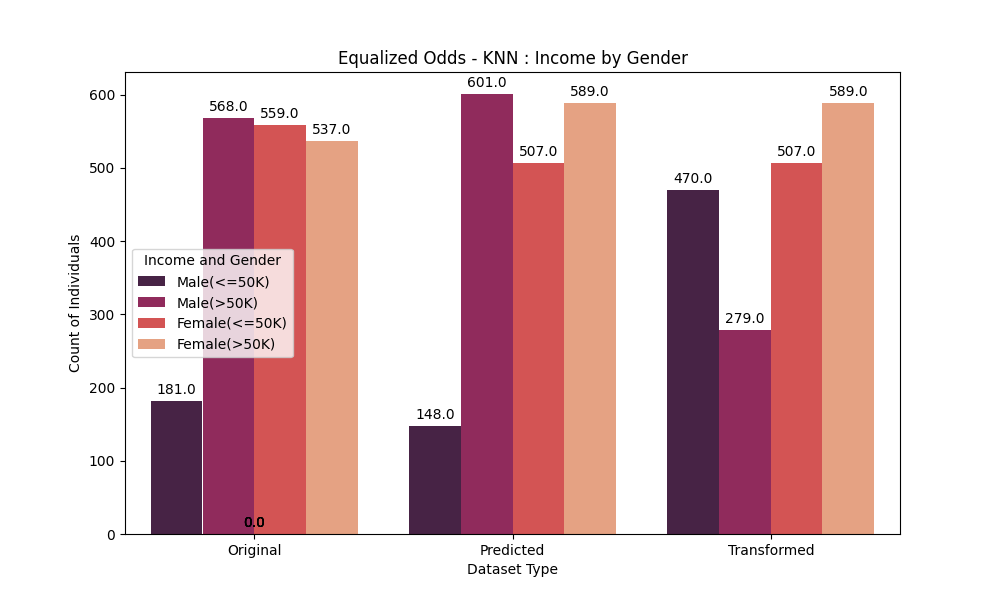 Equalized Odds - KNN : Income by Gender
Count of Individuals
600
500
400
300
200
100
0
181.0
568.0
559.0
537.0
0.0
148.0
601.0
507.0
589.0
470.0
279.0
507.0
589.0
Income and Gender
Male(<=50K)
Male(>50K)
Female(<=50K)
Female(>50K)
Original
Predicted
Transformed
Dataset Type